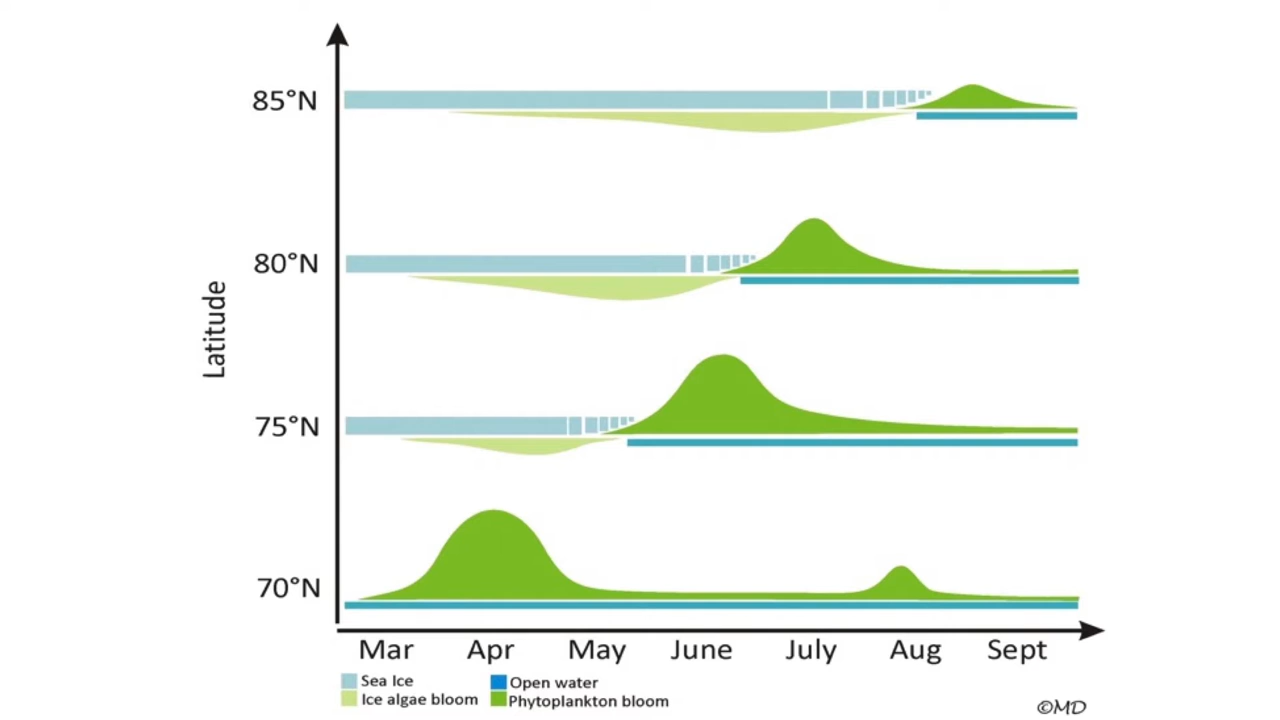 85°N
80°N
Latitude
75°N
70°N
Mar Apr May June July Aug Sept
Sea Ice Open water
Ice algae bloom Phytoplankton bloom
©MD